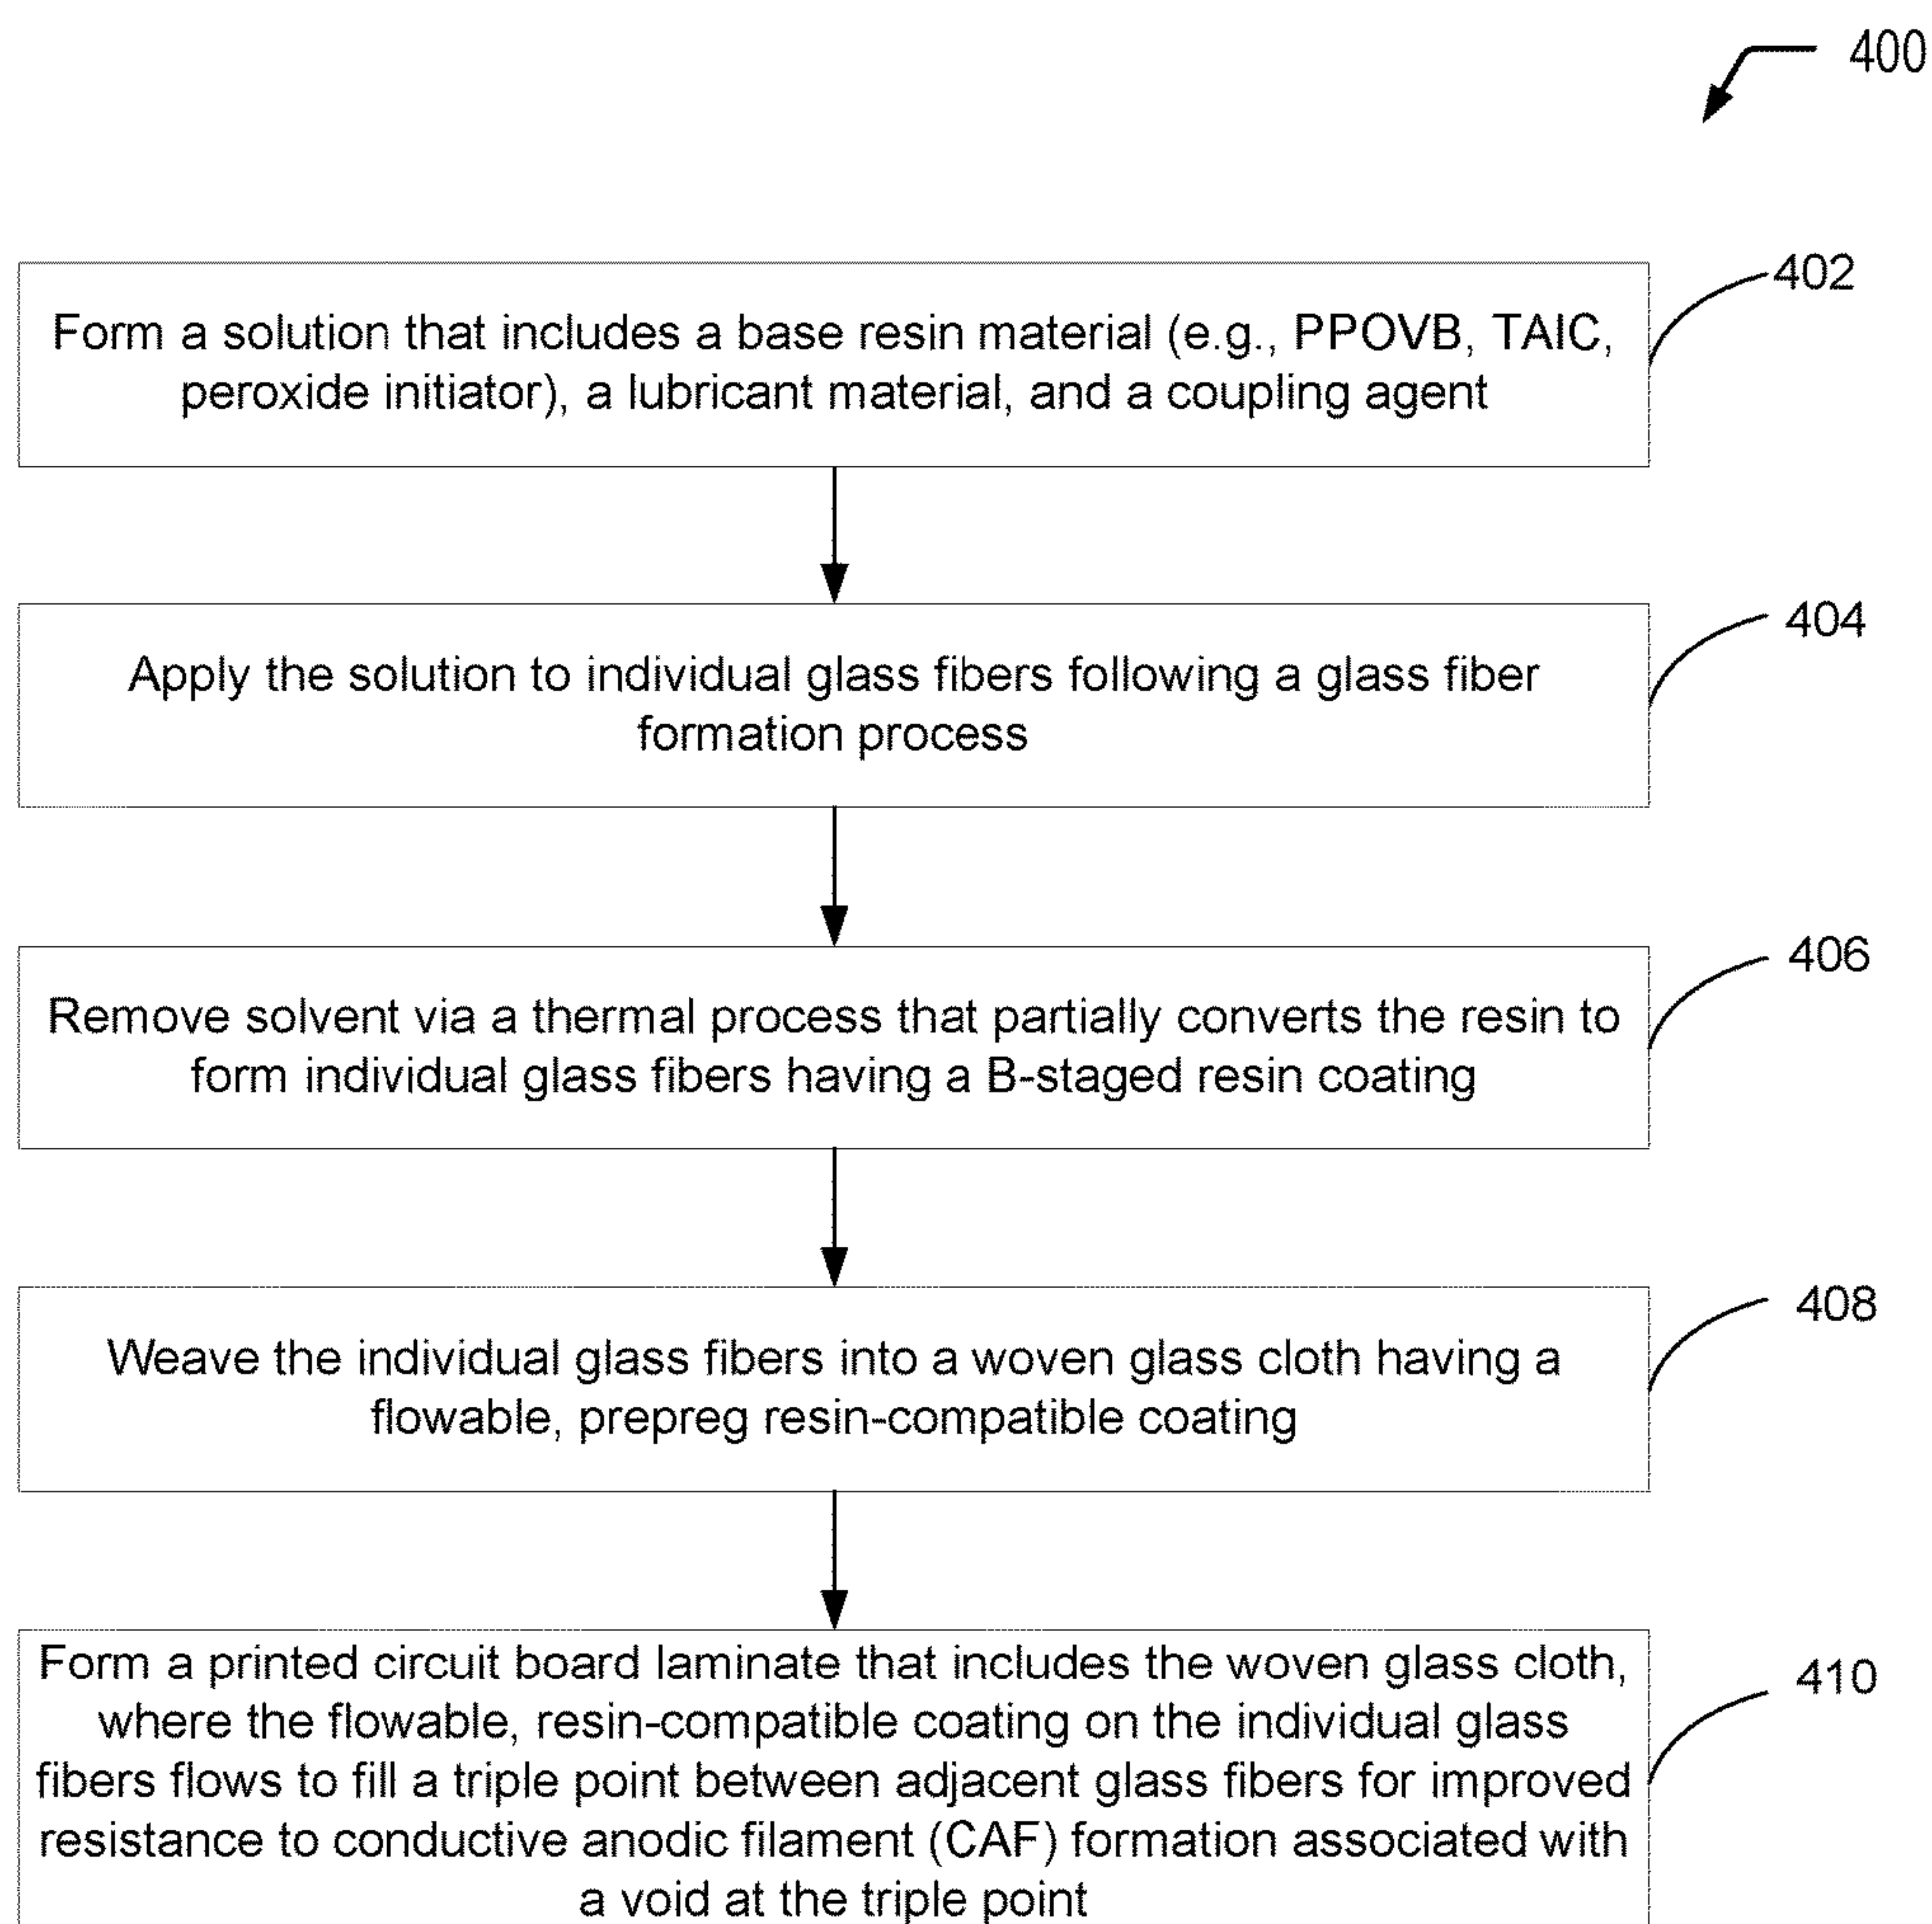 400
402
Form a solution that includes a base resin material (e.g., PPOVB, TAIC,
peroxide initiator), a lubricant material, and a coupling agent
404
Apply the solution to individual glass fibers following a glass fiber
formation process
406
Remove solvent via a thermal process that partially converts the resin to
form individual glass fibers having a B-staged resin coating
408
Weave the individual glass fibers into a woven glass cloth having a
flowable, prepreg resin-compatible coating
410
Form a printed circuit board laminate that includes the woven glass cloth,
where the flowable, resin-compatible coating on the individual glass
fibers flows to fill a triple point between adjacent glass fibers for improved
resistance to conductive anodic filament (CAF) formation associated with
a void at the triple point